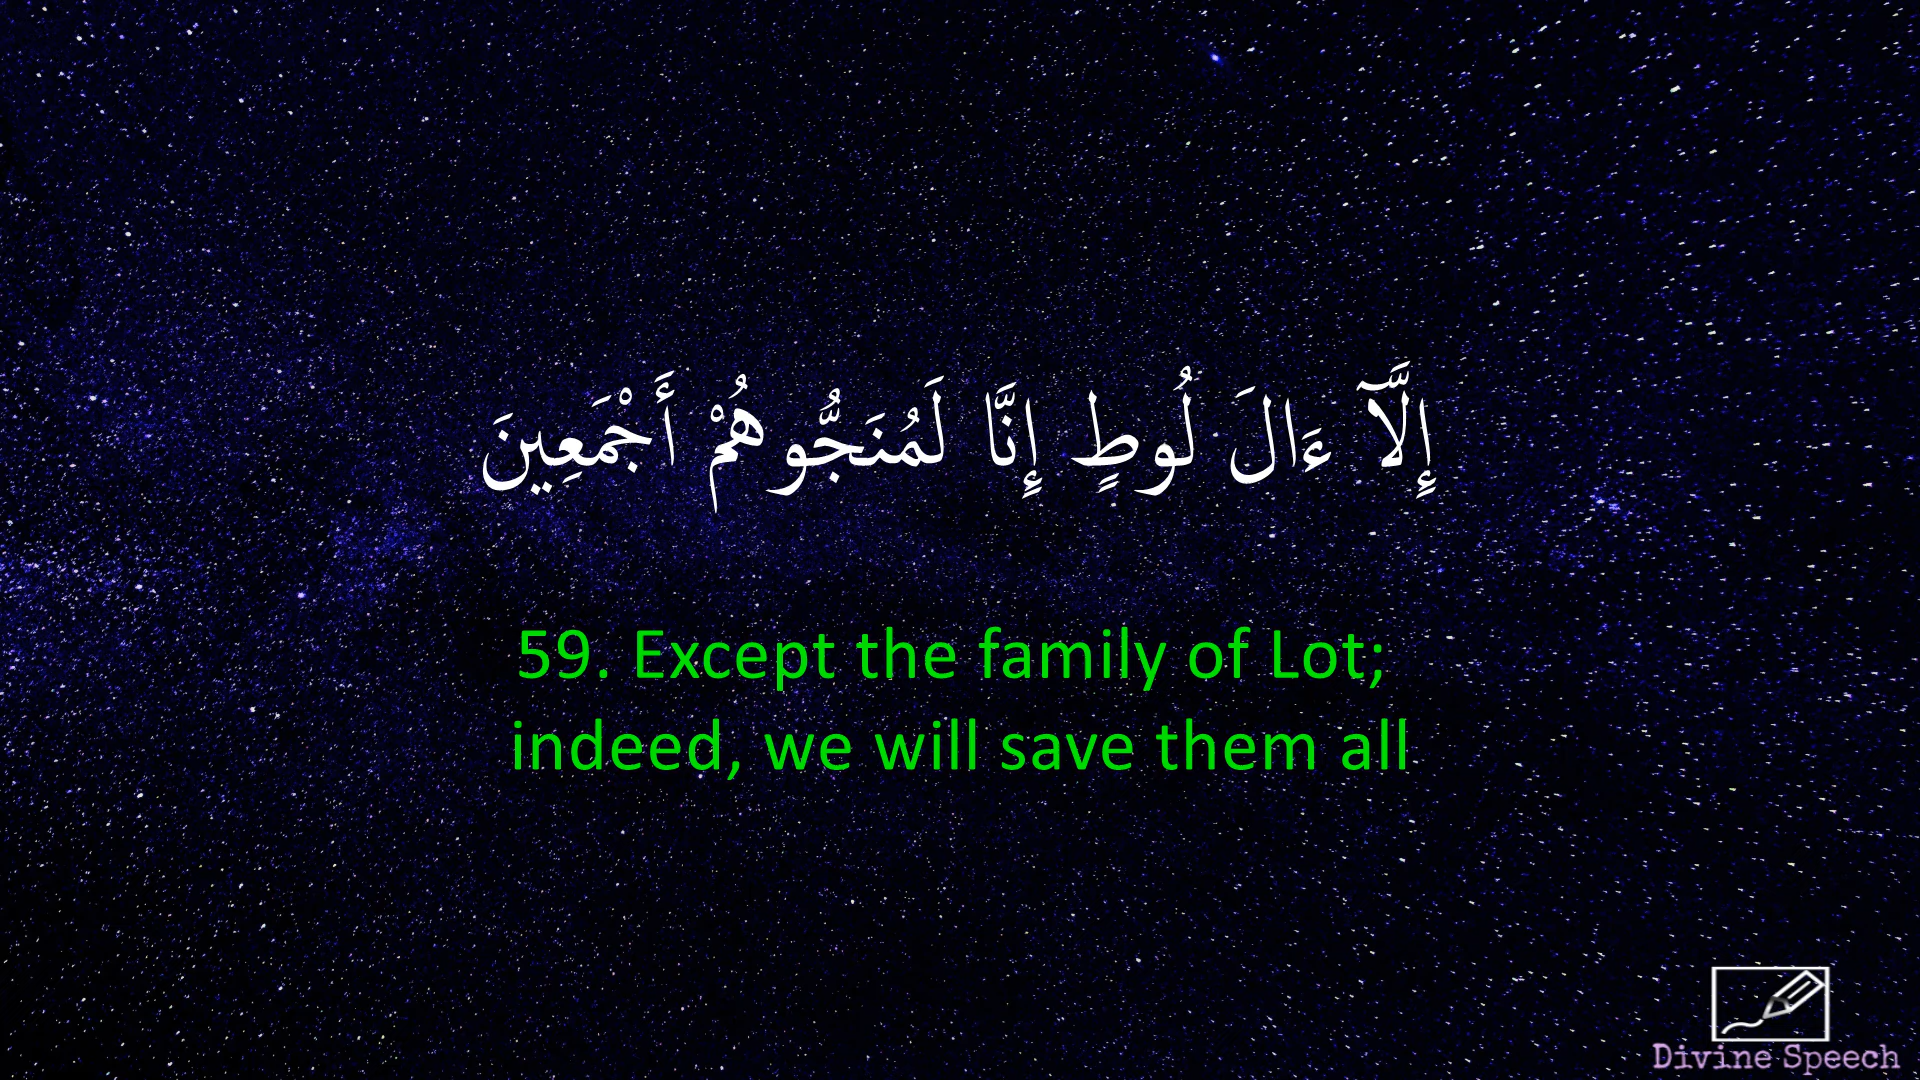 إِلَّآ ءَالَ لُوطٍ إِنَّا لَمُنَجُّوهُمْ أَجْمَعِينَ
59. Except the family of Lot;
indeed, we will save them all
Divine Speech